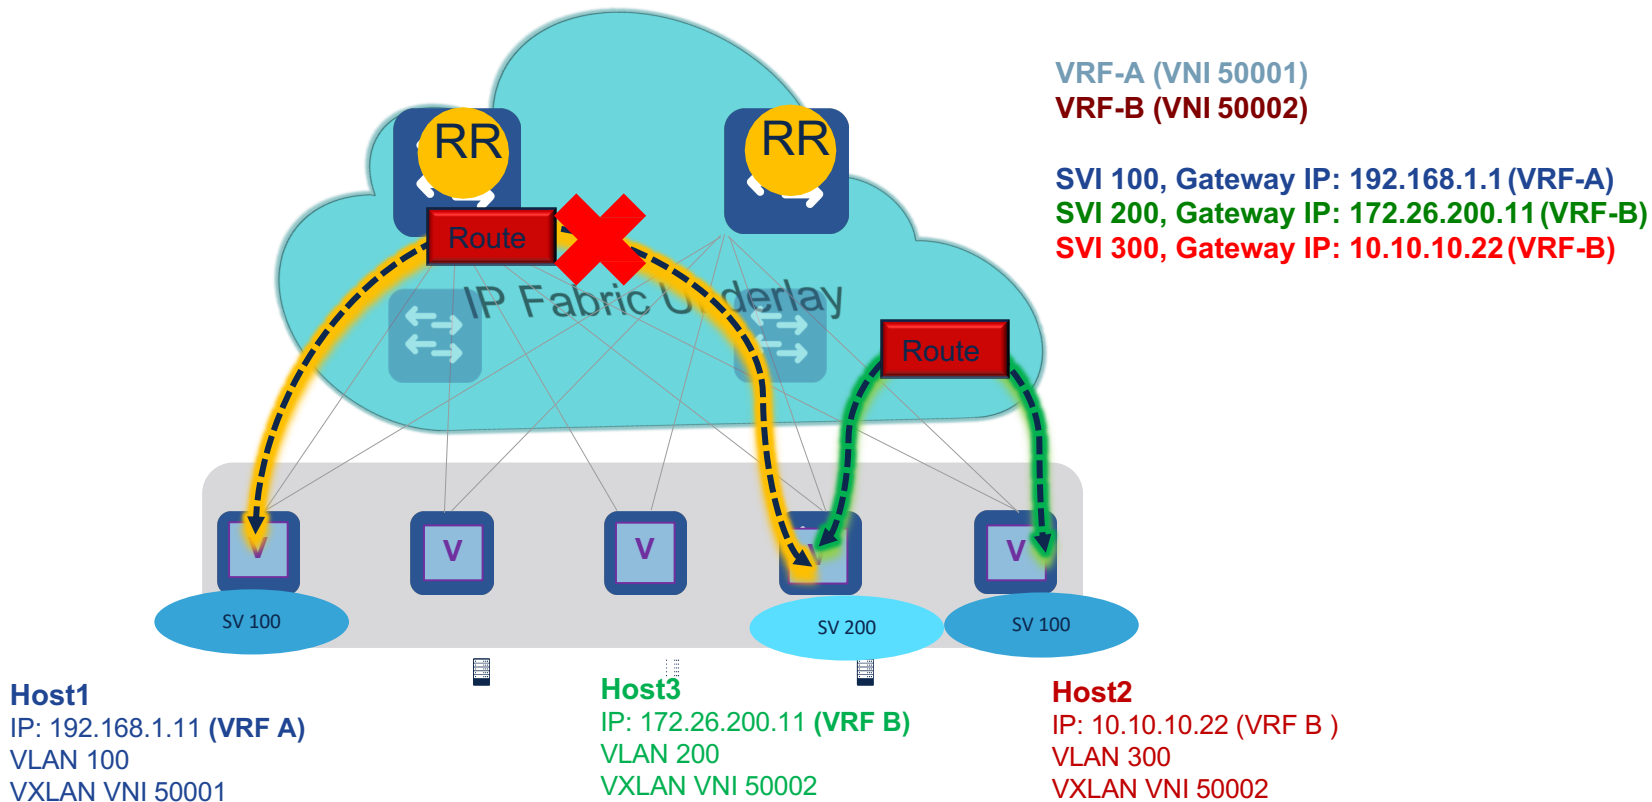 VRF-A (VNI 50001)
VRF-B (VNI 50002)
SVI 100, Gateway IP: 192.168.1.1 (VRF-A)
SVI 200, Gateway IP: 172.26.200.11 (VRF-B)
SVI 300, Gateway IP: 10.10.10.22 (VRF-B)
RR
RR
Route
IP Fabric Underlay
Route
V
V
V
V
V
SV 100
SV 200
SV 100
Host1
IP: 192.168.1.11 (VRF A)
VLAN 100
VXLAN VNI 50001
Host3
IP: 172.26.200.11 (VRF B)
VLAN 200
VXLAN VNI 50002
Host2
IP: 10.10.10.22 (VRF B )
VLAN 300
VXLAN VNI 50002